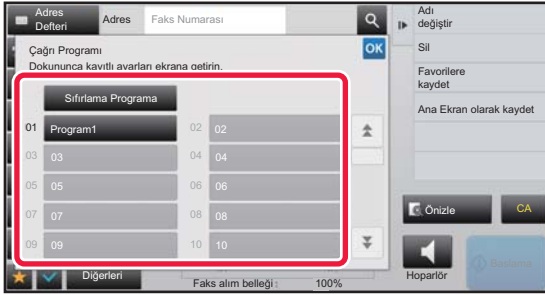 Adres
Defteri
Adres
Faks Numarası
Adı
değiştir
Çağrı Programı
OK
Sil
Dokununca kayıtlı ayarları ekrana getirin.
Favorilere
kaydet
Sıfırlama Programa
Ana Ekran olarak kaydet
01 Program1
02 02
03 03
04 04
05 05
06 06
07 07
08 08
Önizle
CA
09 09
10 10
Diğerleri
Faks alım belleği: 100%
Hoparlör